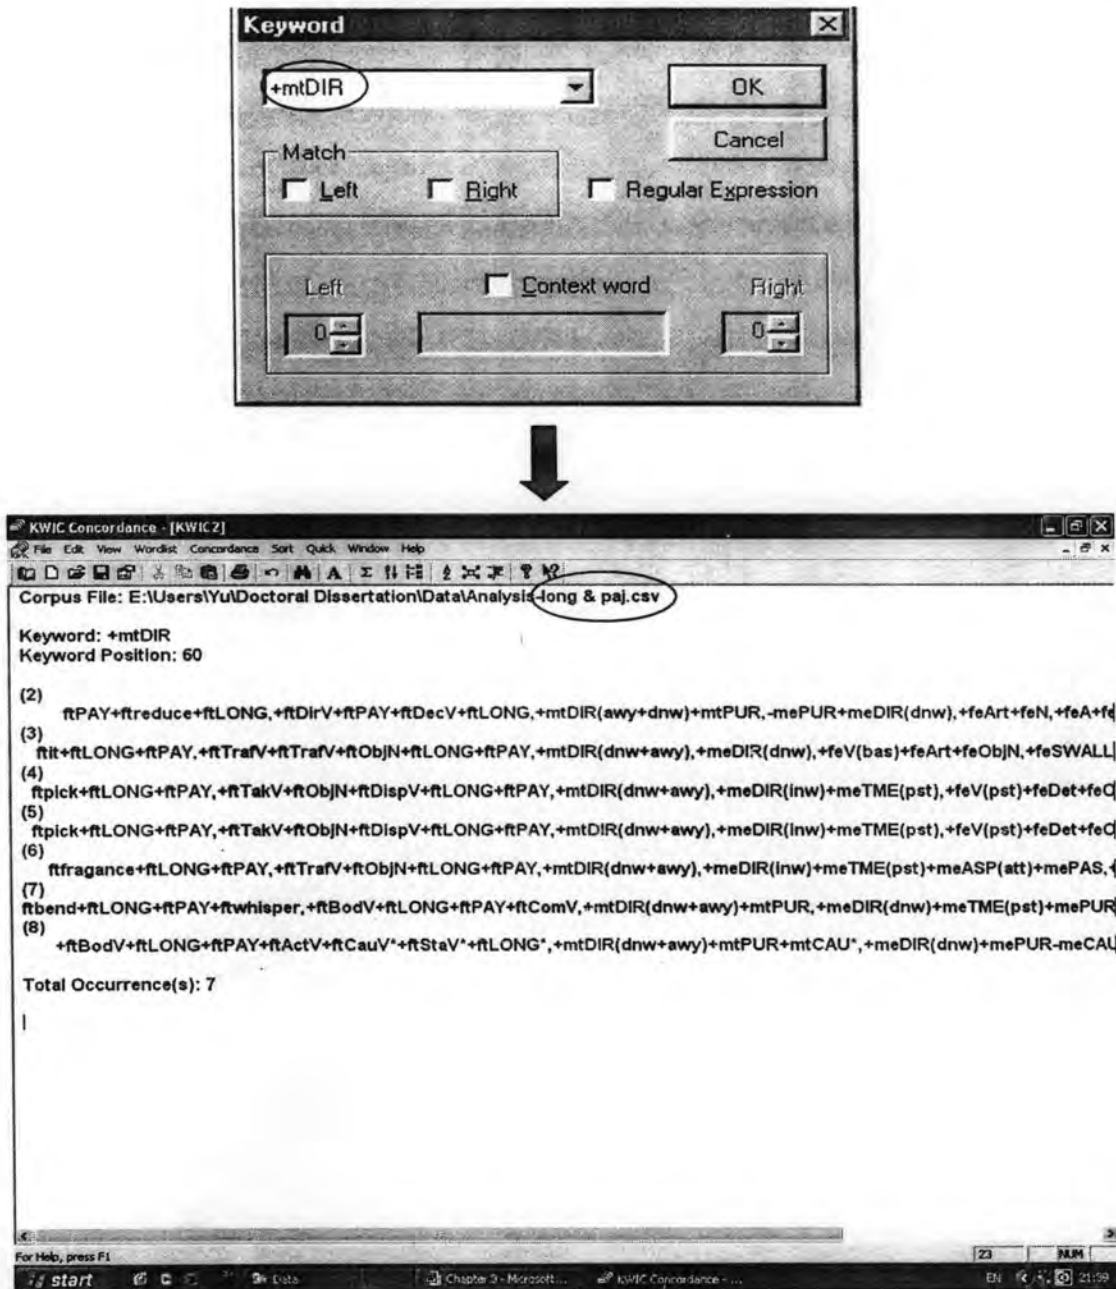 Keyword
+mtDIR
OK
Cancel
Match
Left Right Regular Expression
Left Context word Right
0 0
KWIC Concordance - [KWIC2]
File Edit View Wordlist Concordance Sort Quick Window Help
Corpus File: E:\Users\Yu\Doctoral Dissertation\Data\Analysis-long & paj.csv
Keyword: +mtDIR
Keyword Position: 60
(2)
ftPAY+ftreduce+ftLONG,+ftDirV+ftPAY+ftDecV+ftLONG,+mtDIR(awy+dnw)+mtPUR,-mePUR+meDIR(dnw),+feArt+feN,+feA+fe
(3)
ftit+ftLONG+ftPAY,+ftTrafV+ftTrafV+ftObjN+ftLONG+ftPAY,+mtDIR(dnw+awy),+meDIR(dnw),+feV(bas)+feArt+feObjN,+feSWALL
(4)
ftpick+ftLONG+ftPAY,+ftTakV+ftObjN+ftDispV+ftLONG+ftPAY,+mtDIR(dnw+awy),+meDIR(inw)+meTME(pst),+feV(pst)+feDet+feC
(5)
ftpick+ftLONG+ftPAY,+ftTakV+ftObjN+ftDispV+ftLONG+ftPAY,+mtDIR(dnw+awy),+meDIR(inw)+meTME(pst),+feV(pst)+feDet+feC
(6)
ftfragance+ftLONG+ftPAY,+ftTrafV+ftObjN+ftLONG+ftPAY,+mtDIR(dnw+awy),+meDIR(inw)+meTME(pst)+meASP(att)+mePAS,+
(7)
ftbend+ftLONG+ftPAY+ftwhisper,+ftBodV+ftLONG+ftPAY+ftComV,+mtDIR(dnw+awy)+mtPUR,+meDIR(dnw)+meTME(pst)+mePUR
(8)
+ftBodV+ftLONG+ftPAY+ftActV+ftCauV*+ftStaV*+ftLONG*,+mtDIR(dnw+awy)+mtPUR+mtCAU*,+meDIR(dnw)+mePUR-meCAU
Total Occurrence(s): 7
For Help, press F1 23 NUM
start Data Chapter 3 - Microsoft... KWIC Concordance - ... EN 21:39